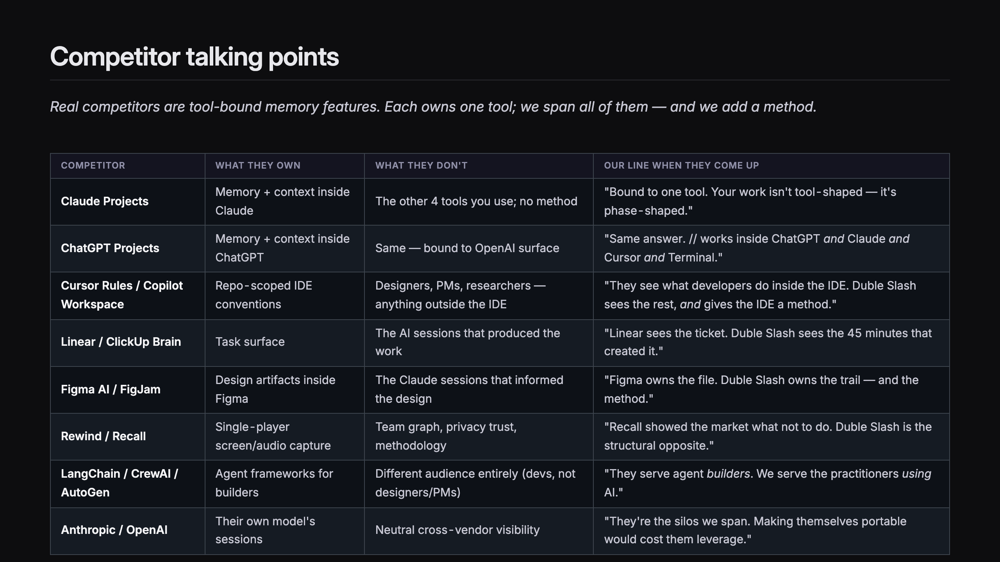 Competitor talking points
Real competitors are tool-bound memory features. Each owns one tool; we span all of them — and we add a method.
COMPETITOR
WHAT THEY OWN
WHAT THEY DON'T
OUR LINE WHEN THEY COME UP
Claude Projects
Memory + context inside
Claude
The other 4 tools you use; no method
"Bound to one tool. Your work isn't tool-shaped — it's
phase-shaped."
ChatGPT Projects
Memory + context inside
ChatGPT
Same — bound to OpenAI surface
"Same answer. // works inside ChatGPT and Claude and
Cursor and Terminal."
Cursor Rules / Copilot
Workspace
Repo-scoped IDE
conventions
Designers, PMs, researchers —
anything outside the IDE
"They see what developers do inside the IDE. Duble Slash
sees the rest, and gives the IDE a method."
Linear / ClickUp Brain
Task surface
The AI sessions that produced the
work
"Linear sees the ticket. Duble Slash sees the 45 minutes that
created it."
Figma AI / FigJam
Design artifacts inside
Figma
The Claude sessions that informed
the design
"Figma owns the file. Duble Slash owns the trail — and the
method."
Rewind / Recall
Single-player
screen/audio capture
Team graph, privacy trust,
methodology
"Recall showed the market what not to do. Duble Slash is the
structural opposite."
LangChain / CrewAI /
AutoGen
Agent frameworks for
builders
Different audience entirely (devs, not
designers/PMs)
"They serve agent builders. We serve the practitioners using
AI."
Anthropic / OpenAI
Their own model's
sessions
Neutral cross-vendor visibility
"They're the silos we span. Making themselves portable
would cost them leverage."